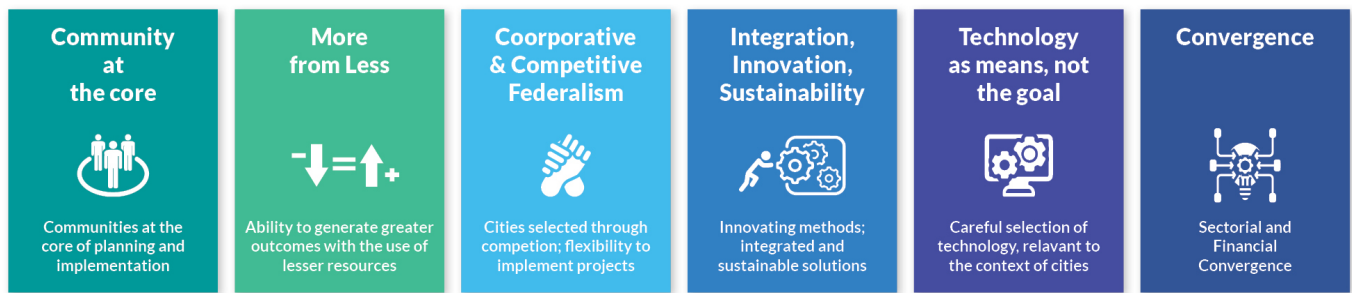 Community
at
the core
Communities at the
core of planning and
implementation
More
from Less
Ability to generate greater
outcomes with the use of
lesser resources
Coorporative
& Competitive
Federalism
Cities selected through
competion; flexibility to
implement projects
Integration,
Innovation,
Sustainability
Innovating methods;
integrated and
sustainable solutions
Technology
as means, not
the goal
Careful selection of
technology, relavant to
the context of cities
Convergence
Sectorial and
Financial
Convergence